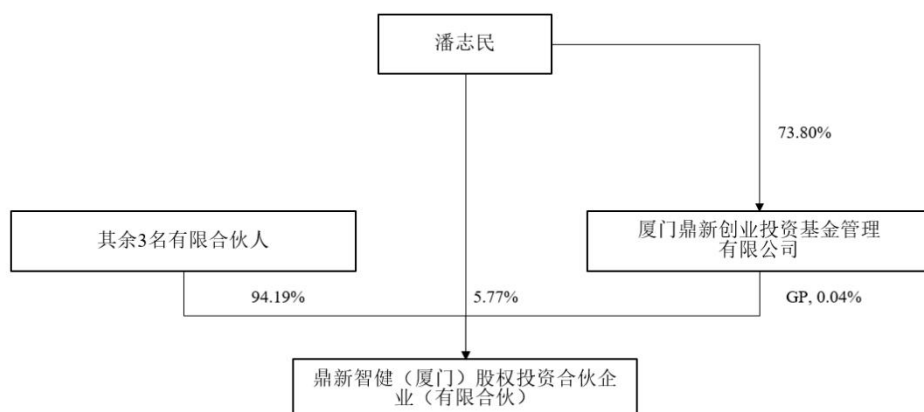 潘志民
73.80%
其余3名有限合伙人
厦门鼎新创业投资基金管理
有限公司
94.19%
5.77%
GP, 0.04%
鼎新智健（厦门）股权投资合伙企
业（有限合伙）